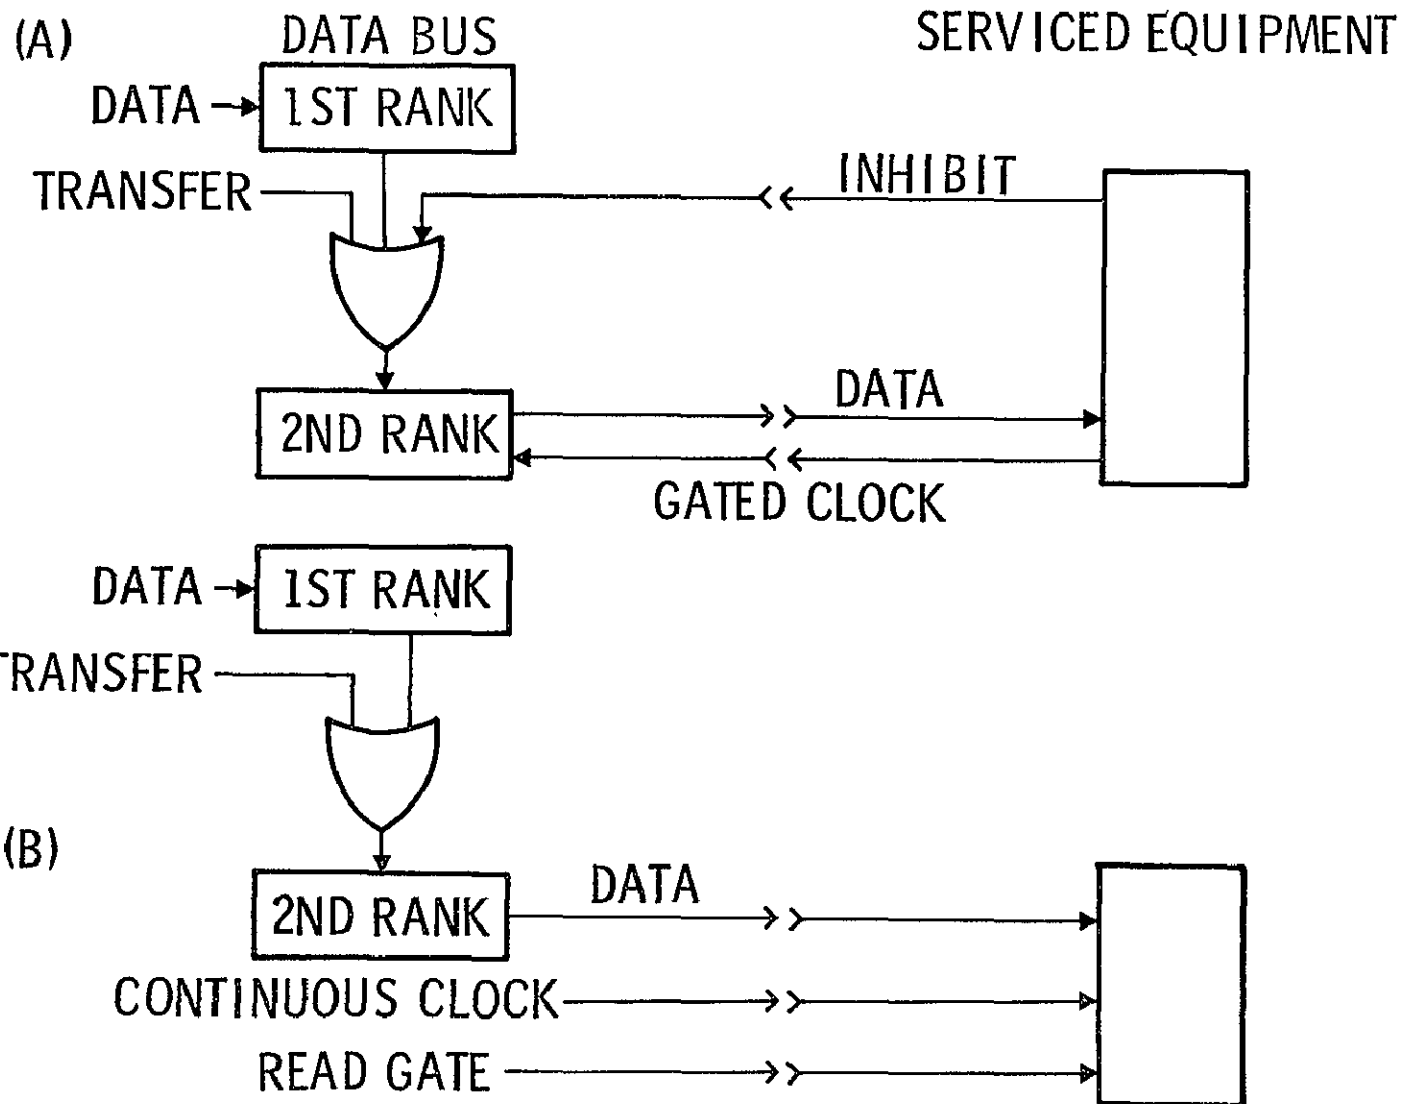 (A)
DATA BUS
SERVICED EQUIPMENT
DATA
1ST RANK
TRANSFER
INHIBIT
2ND RANK
DATA
GATED CLOCK
DATA
1ST RANK
TRANSFER
(B)
2ND RANK
DATA
CONTINUOUS CLOCK
READ GATE